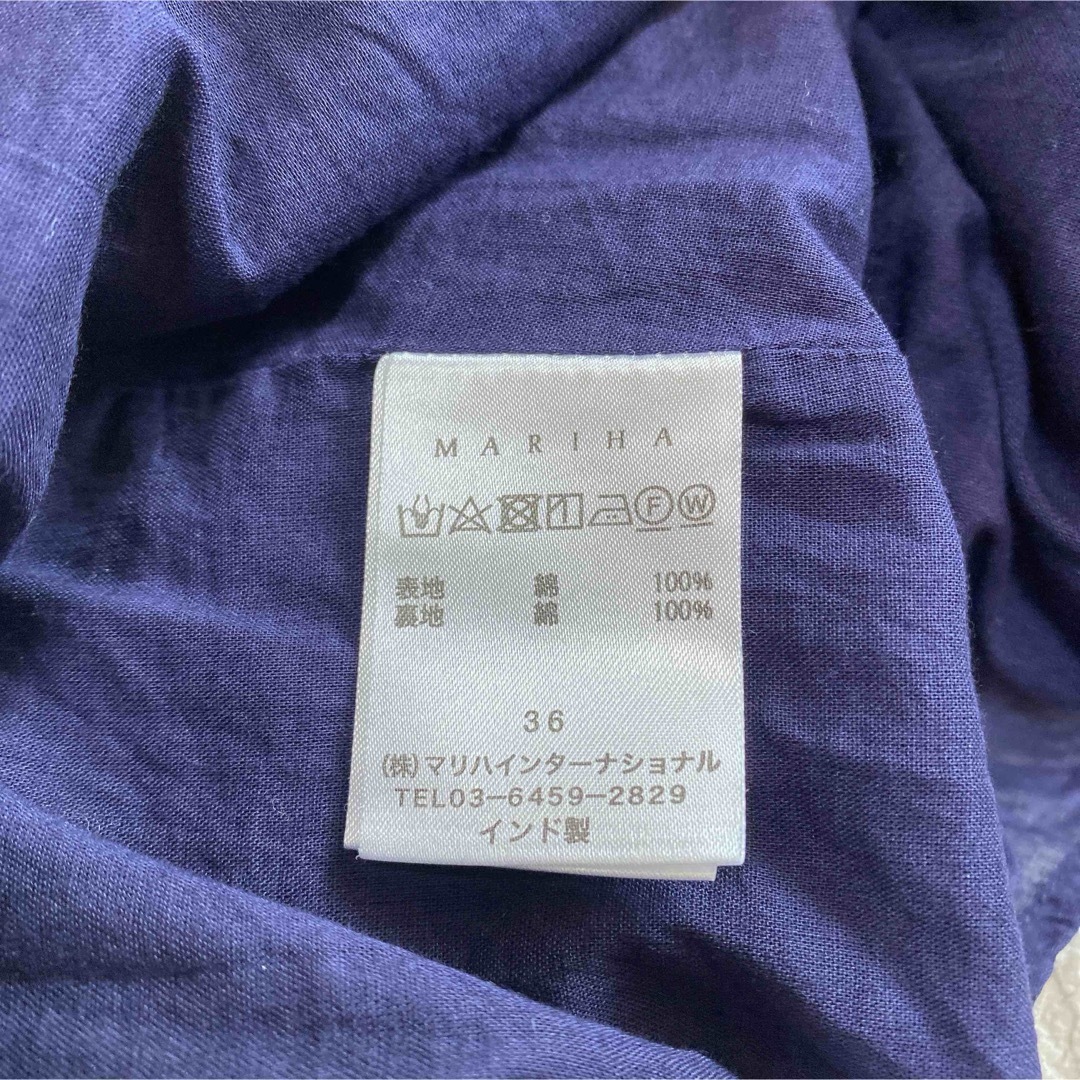 MARIHA
F W
表地 綿 100%
裏地 綿 100%
36
(株)マリハインターナショナル
TEL03-6459-2829
インド製